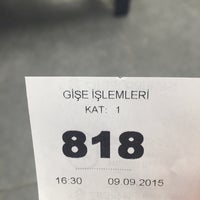 GİŞE İŞLEMLERİ
KAT: 1
818
16:30 09.09.2015